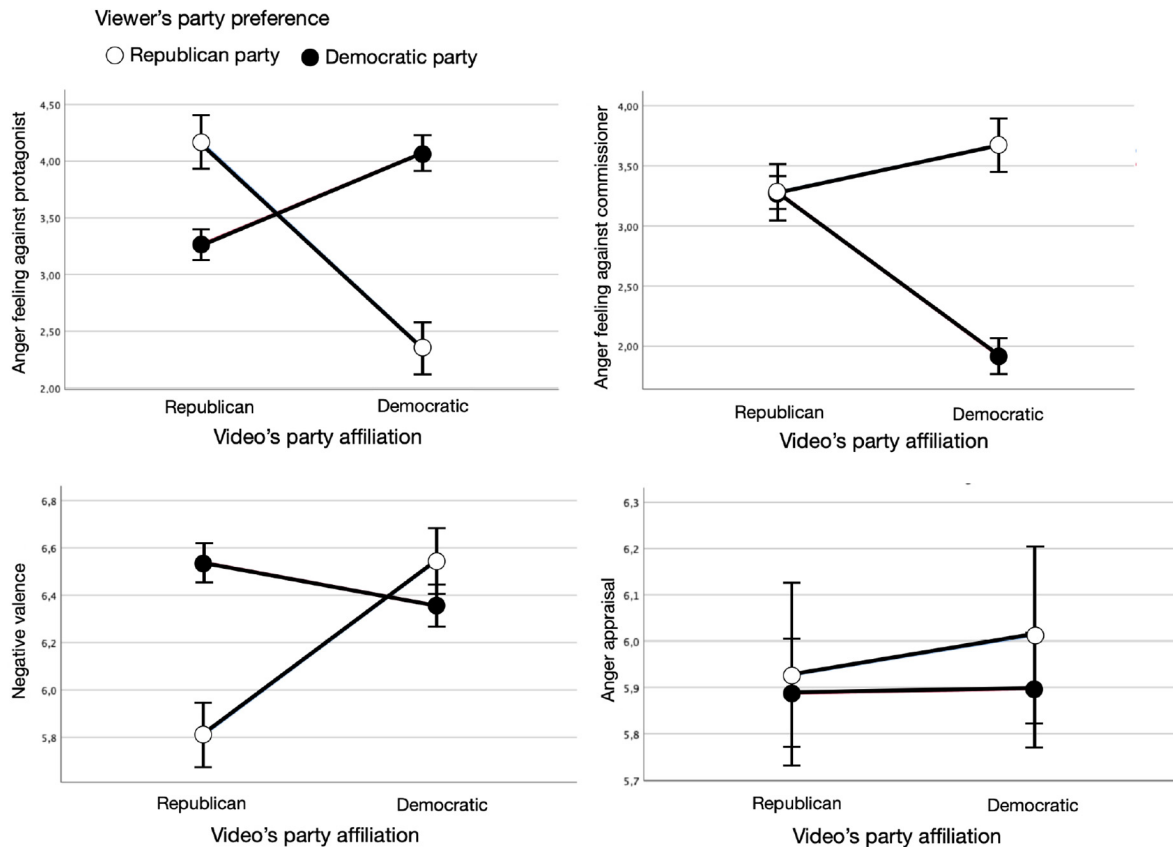 Viewer's party preference
Republican party Democratic party
Anger feeling against protagonist
4,50
4,00
3,50
3,00
2,50
2,00
Republican Democratic
Video's party affiliation
Anger feeling against commissioner
4,00
3,50
3,00
2,50
2,00
Republican Democratic
Video's party affiliation
Negative valence
6,8
6,6
6,4
6,2
6,0
5,8
Republican Democratic
Video's party affiliation
Anger appraisal
6,3
6,2
6,1
6,0
5,9
5,8
5,7
Republican Democratic
Video's party affiliation